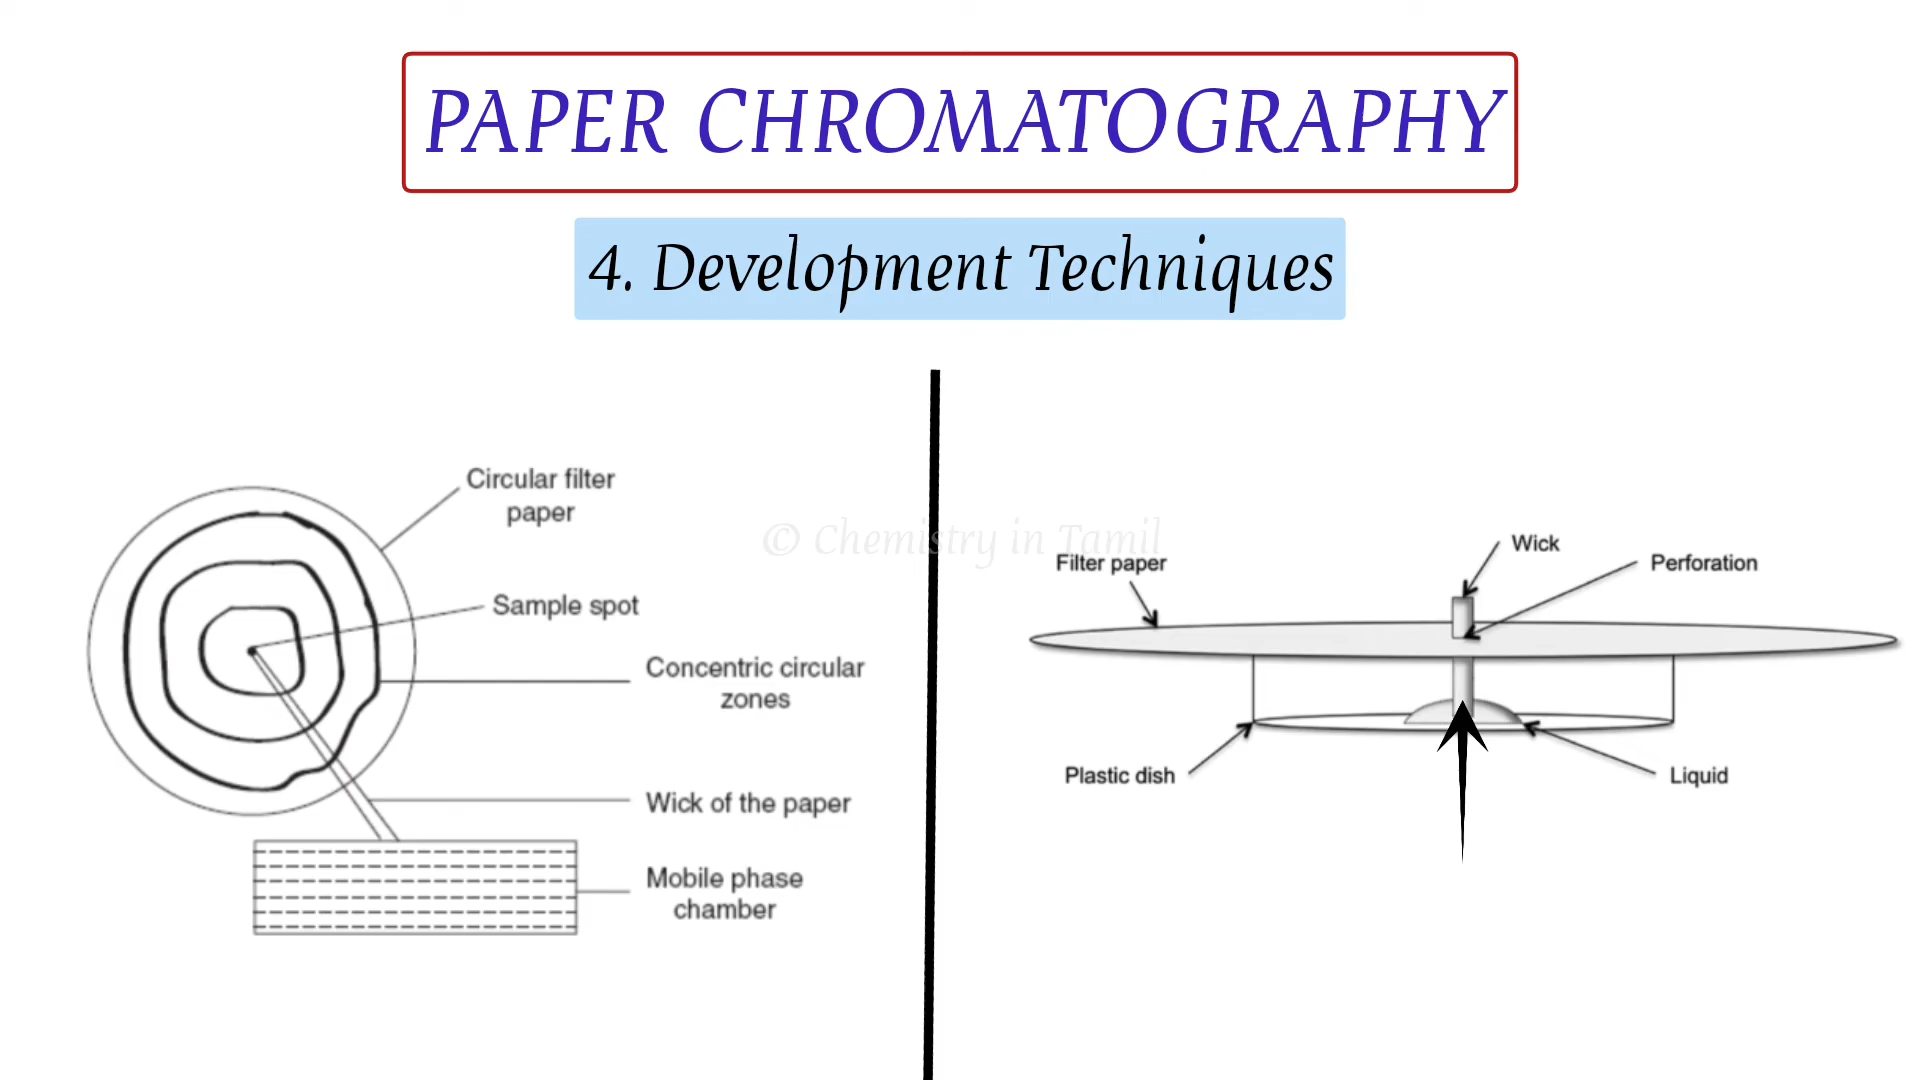 PAPER CHROMATOGRAPHY
4. Development Techniques
© Chemistry in Tamil
Circular filter
paper
Sample spot
Concentric circular
zones
Wick of the paper
Mobile phase
chamber
Wick
Filter paper
Perforation
Plastic dish
Liquid